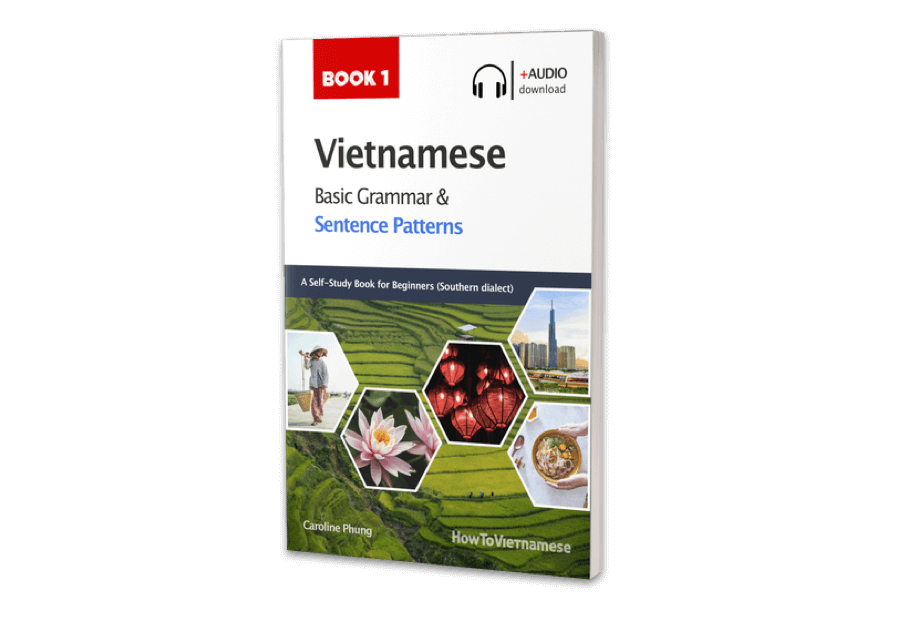 BOOK 1
+AUDIO
download
Vietnamese
Basic Grammar &
Sentence Patterns
A Self-Study Book for Beginners (Southern dialect)
Caroline Phung
HowToVietnamese